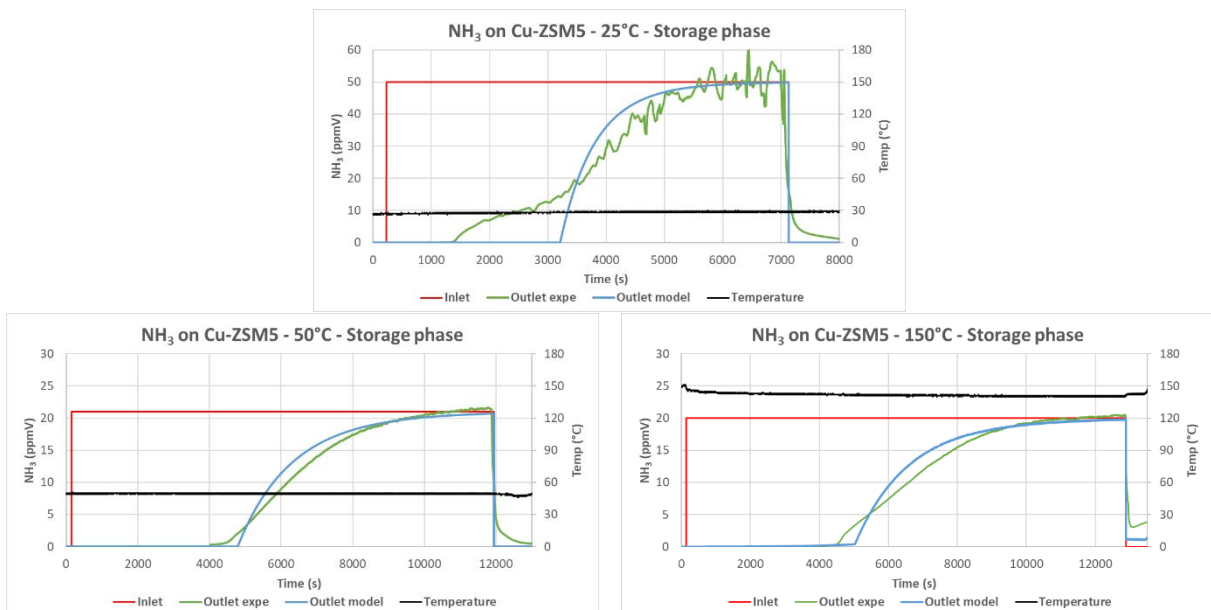 NH₃ on Cu-ZSM5 - 25°C - Storage phase
60 180
50 150
40 120
30 90
20 60
10 30
0 0
NH₃ (ppmV)
Temp (°C)
0 1000 2000 3000 4000 5000 6000 7000 8000
Time (s)
Inlet Outlet expe Outlet model Temperature
NH₃ on Cu-ZSM5 - 50°C - Storage phase
30 180
25 150
20 120
15 90
10 60
5 30
0 0
NH₃ (ppmV)
Temp (°C)
0 2000 4000 6000 8000 10000 12000
Time (s)
Inlet Outlet expe Outlet model Temperature
NH₃ on Cu-ZSM5 - 150°C - Storage phase
30 180
25 150
20 120
15 90
10 60
5 30
0 0
NH₃ (ppmV)
Temp (°C)
0 2000 4000 6000 8000 10000 12000
Time (s)
Inlet Outlet expe Outlet model Temperature